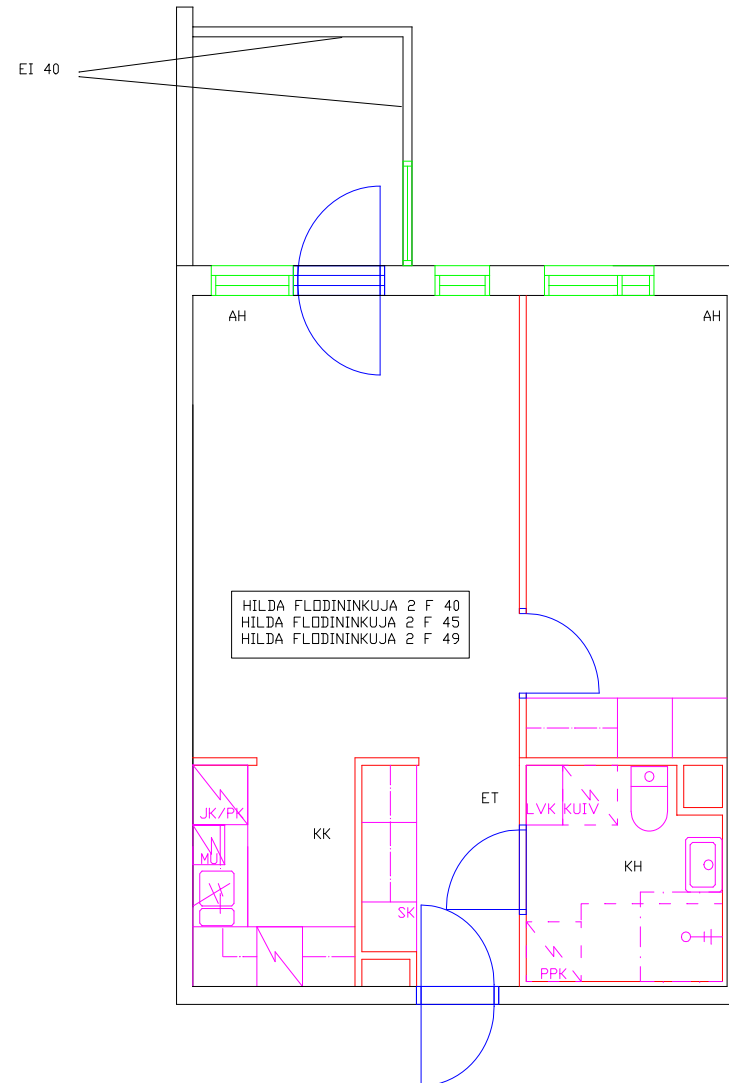 EI 40
AH
AH
HILDA FLODININKUJA 2 F 40
HILDA FLODININKUJA 2 F 45
HILDA FLODININKUJA 2 F 49
ET
LVK KUIV
JK/PK
KK
MU
KH
SK
PPK